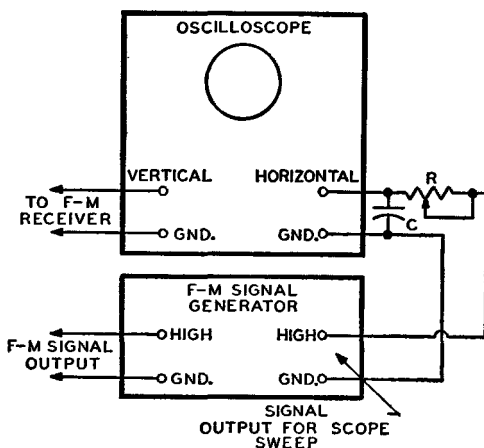 OSCILLOSCOPE
VERTICAL
HORIZONTAL
R
TO F-M
RECEIVER
GND.
GND.
C
F-M SIGNAL
GENERATOR
HIGH
HIGH
F-M SIGNAL
OUTPUT
GND.
GND.
SIGNAL
OUTPUT FOR SCOPE
SWEEP